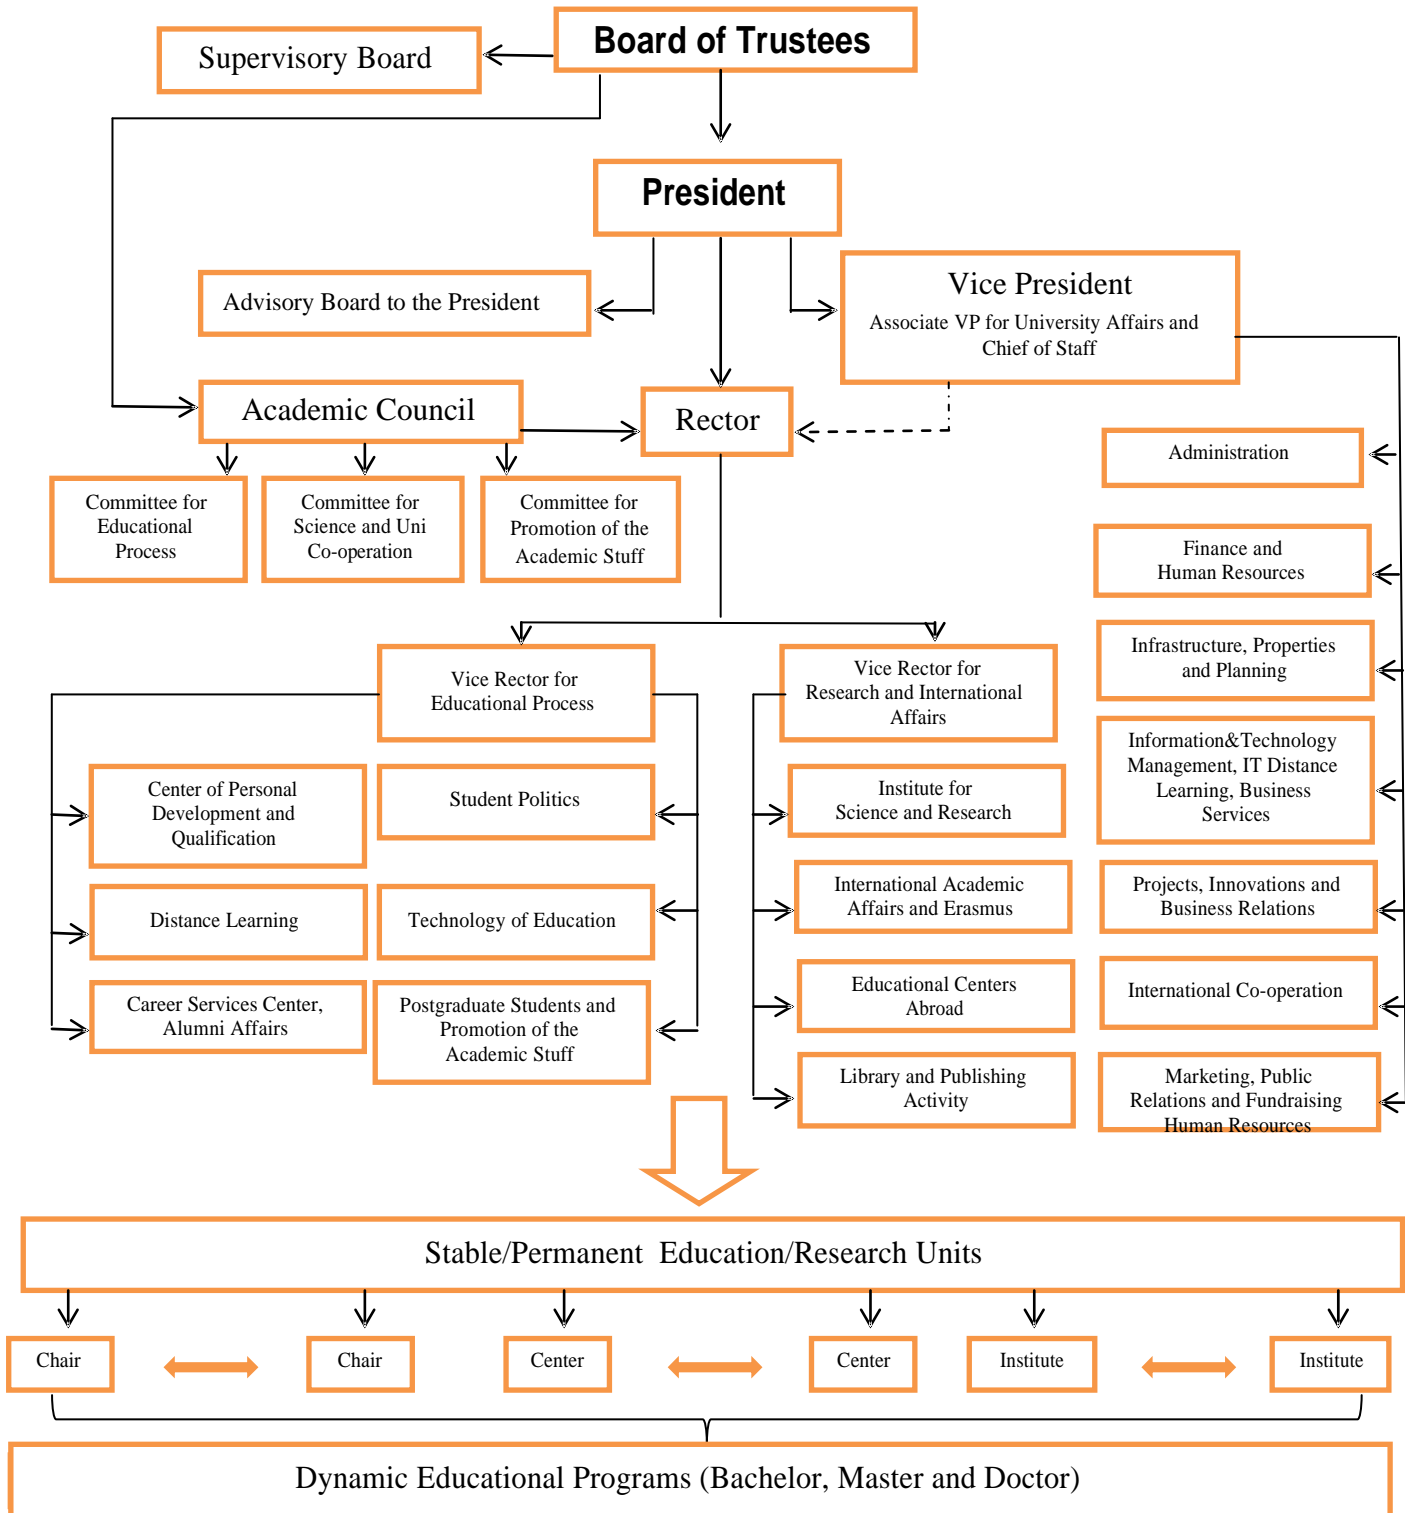 Board of Trustees
Supervisory Board
President
Advisory Board to the President
Vice President
Associate VP for University Affairs and
Chief of Staff
Academic Council
Rector
Committee for
Educational
Process
Committee for
Science and Uni
Co-operation
Committee for
Promotion of the
Academic Stuff
Administration
Finance and
Human Resources
Infrastructure, Properties
and Planning
Information&Technology
Management, IT Distance
Learning, Business
Services
Projects, Innovations and
Business Relations
International Co-operation
Marketing, Public
Relations and Fundraising
Human Resources
Vice Rector for
Educational Process
Vice Rector for
Research and International
Affairs
Center of Personal
Development and
Qualification
Student Politics
Distance Learning
Technology of Education
Career Services Center,
Alumni Affairs
Postgraduate Students and
Promotion of the
Academic Stuff
Institute for
Science and Research
International Academic
Affairs and Erasmus
Educational Centers
Abroad
Library and Publishing
Activity
Stable/Permanent  Education/Research Units
Chair
Chair
Center
Center
Institute
Institute
Dynamic Educational Programs (Bachelor, Master and Doctor)